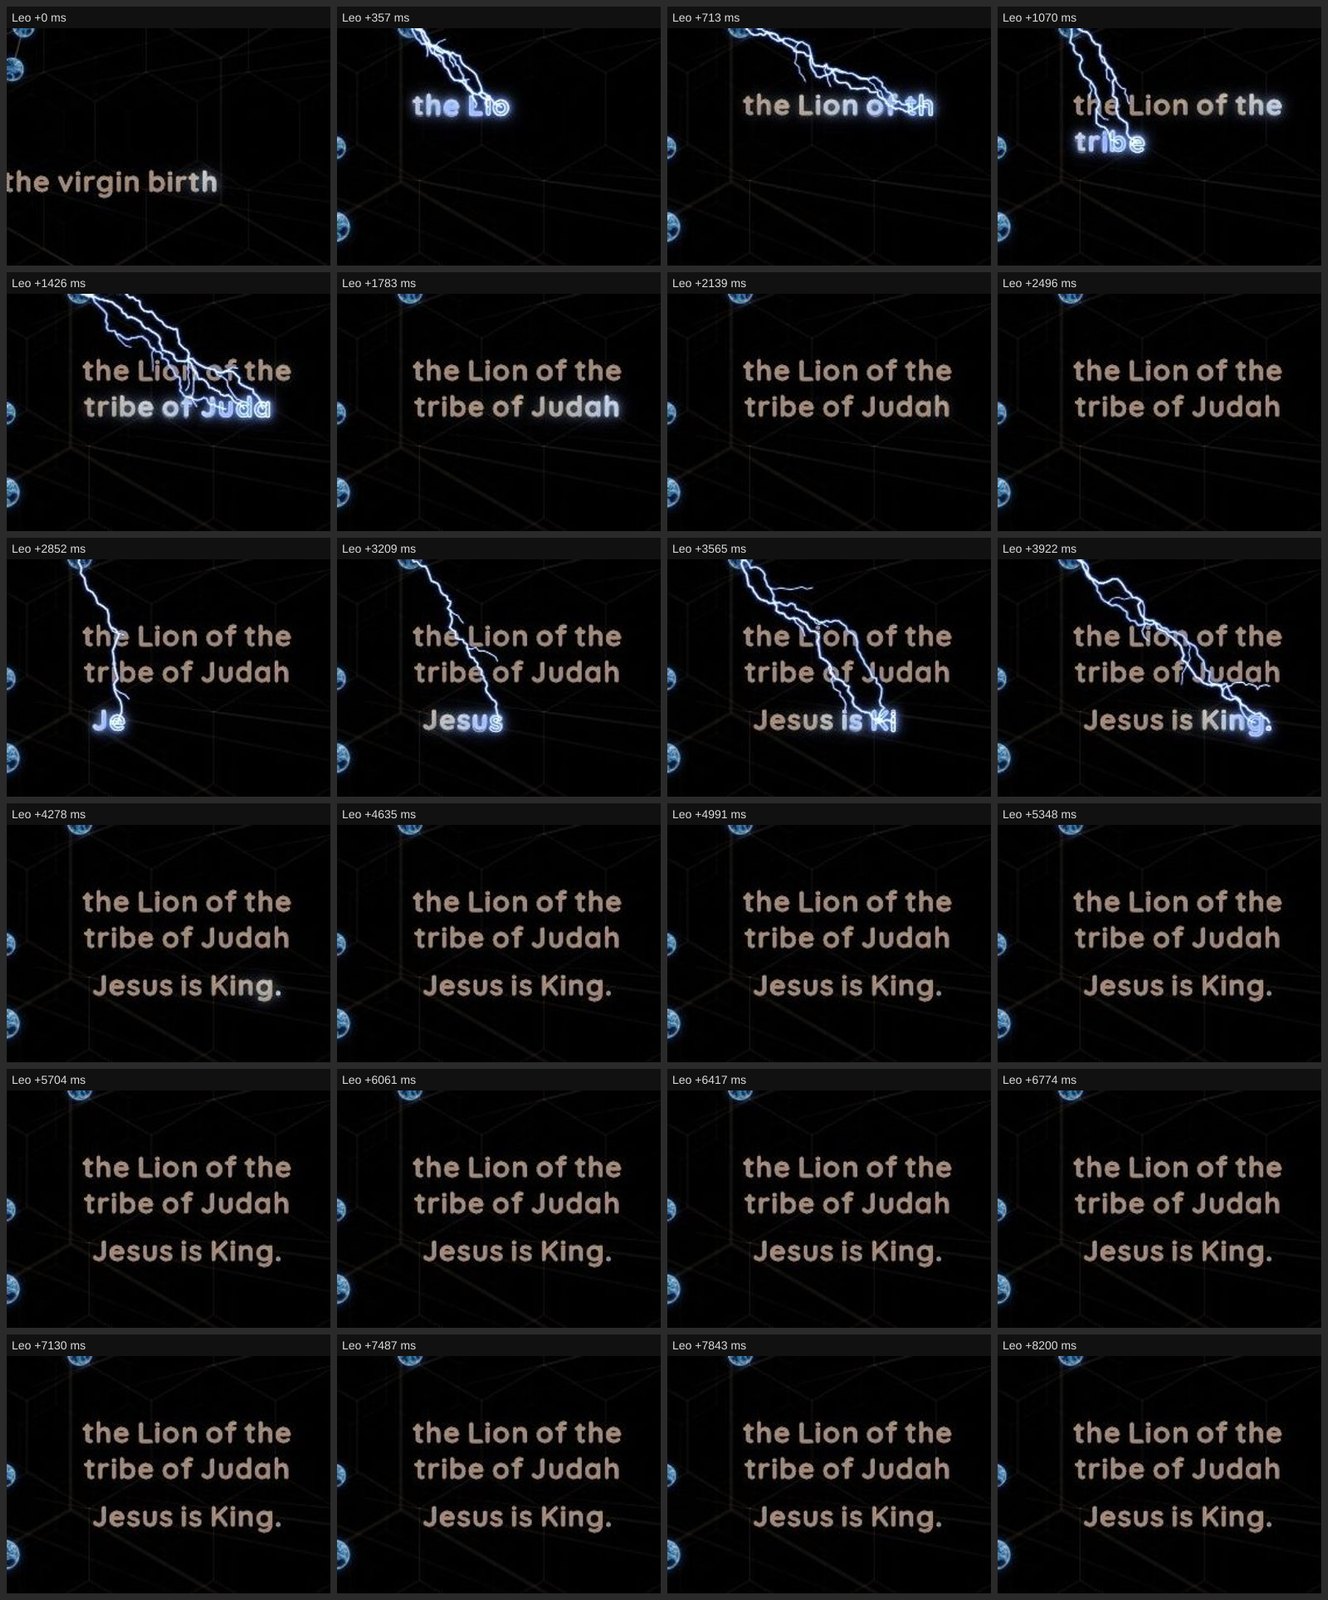 Leo +0 ms
the virgin birth
Leo +357 ms
the Lio
Leo +713 ms
the Lion of th
Leo +1070 ms
the Lion of the
tribe
Leo +1426 ms
the Lion of the
tribe of Juda
Leo +1783 ms
the Lion of the
tribe of Judah
Leo +2139 ms
the Lion of the
tribe of Judah
Leo +2496 ms
the Lion of the
tribe of Judah
Leo +2852 ms
the Lion of the
tribe of Judah
Je
Leo +3209 ms
the Lion of the
tribe of Judah
Jesus
Leo +3565 ms
the Lion of the
tribe of Judah
Jesus is Ki
Leo +3922 ms
the Lion of the
tribe of Judah
Jesus is King.
Leo +4278 ms
the Lion of the
tribe of Judah
Jesus is King.
Leo +4635 ms
the Lion of the
tribe of Judah
Jesus is King.
Leo +4991 ms
the Lion of the
tribe of Judah
Jesus is King.
Leo +5348 ms
the Lion of the
tribe of Judah
Jesus is King.
Leo +5704 ms
the Lion of the
tribe of Judah
Jesus is King.
Leo +6061 ms
the Lion of the
tribe of Judah
Jesus is King.
Leo +6417 ms
the Lion of the
tribe of Judah
Jesus is King.
Leo +6774 ms
the Lion of the
tribe of Judah
Jesus is King.
Leo +7130 ms
the Lion of the
tribe of Judah
Jesus is King.
Leo +7487 ms
the Lion of the
tribe of Judah
Jesus is King.
Leo +7843 ms
the Lion of the
tribe of Judah
Jesus is King.
Leo +8200 ms
the Lion of the
tribe of Judah
Jesus is King.